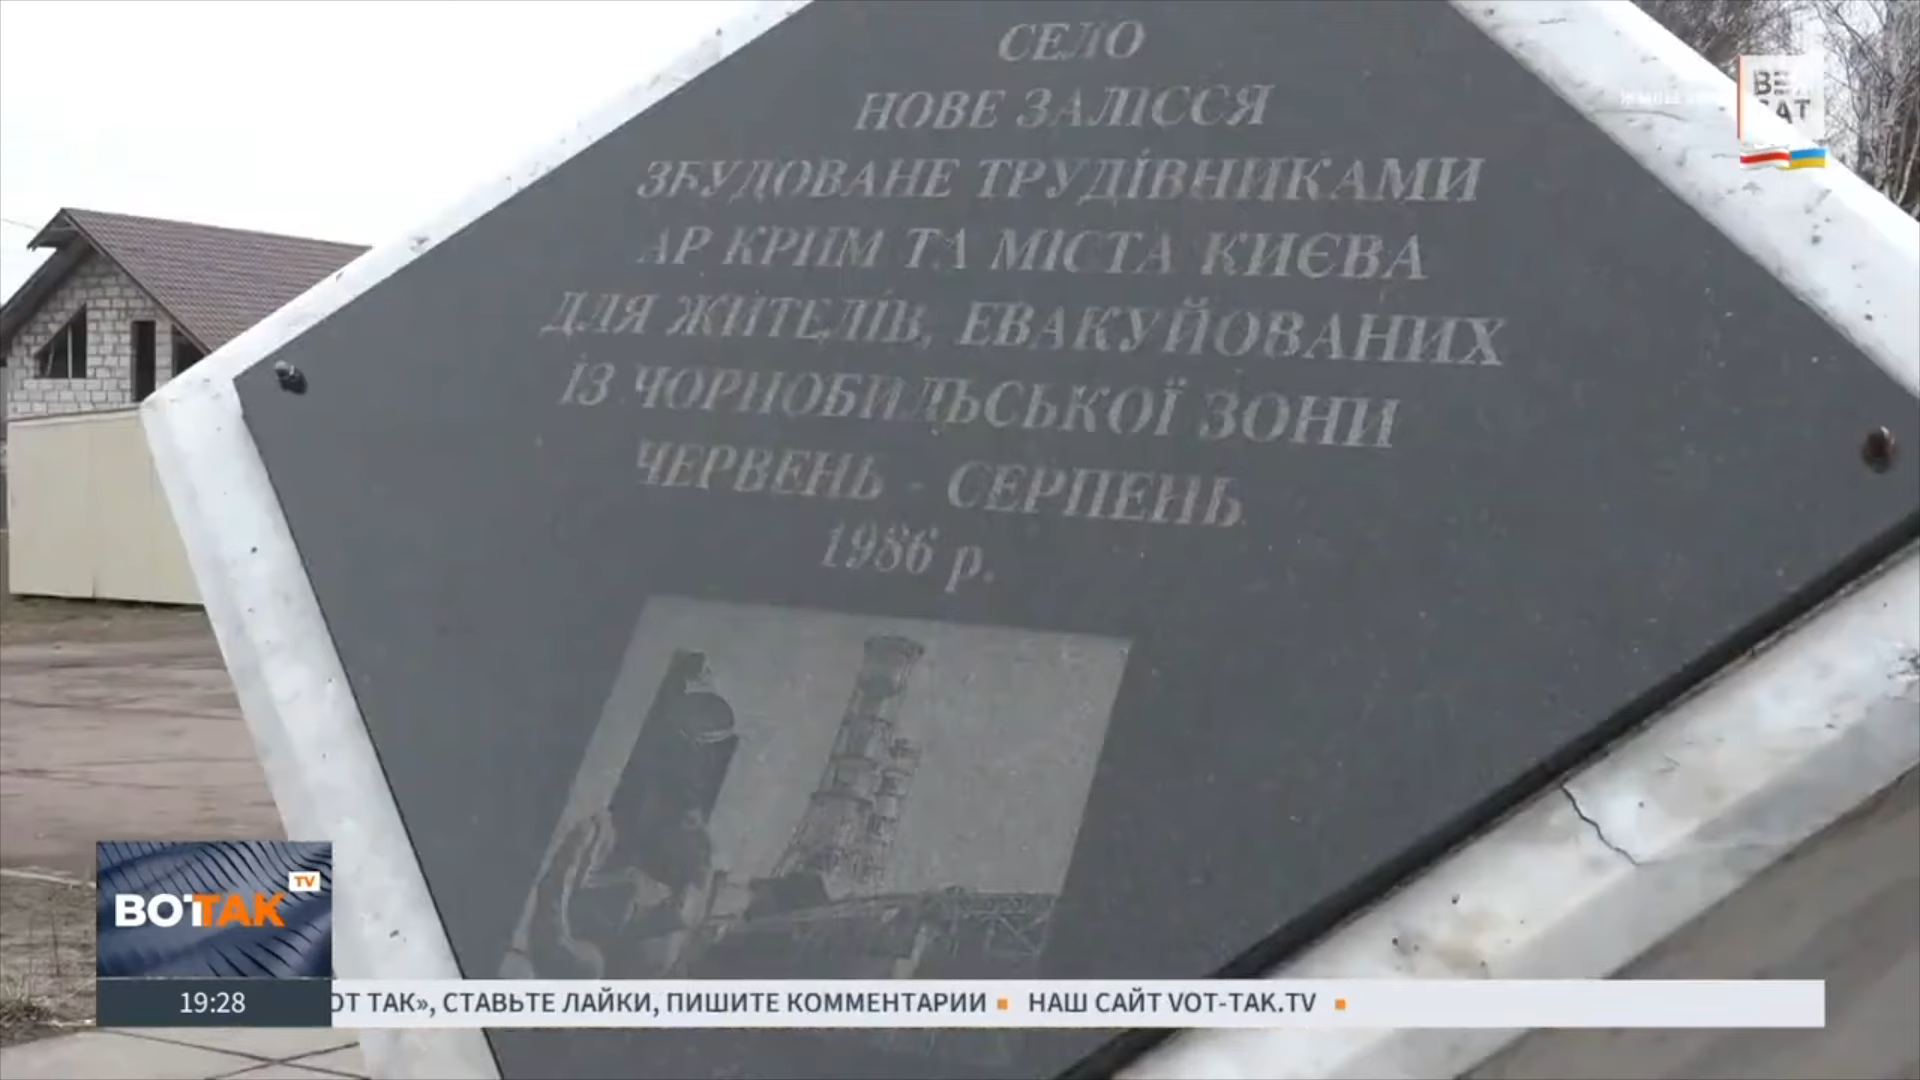 СЕЛО
НОВЕ ЗАЛІССЯ
ЗБУДОВАНЕ ТРУДІВНИКАМИ
АР КРИМ ТА МІСТА КИЄВА
ДЛЯ ЖИТЕЛІВ, ЕВАКУЙОВАНИХ
ІЗ ЧОРНОБИЛЬСЬКОЇ ЗОНИ
ЧЕРВЕНЬ - СЕРПЕНЬ
1986 р.
ВОТ ТАК TV
19:28
ОТ ТАК», СТАВЬТЕ ЛАЙКИ, ПИШИТЕ КОММЕНТАРИИ ▪ НАШ САЙТ VOT-TAK.TV ▪